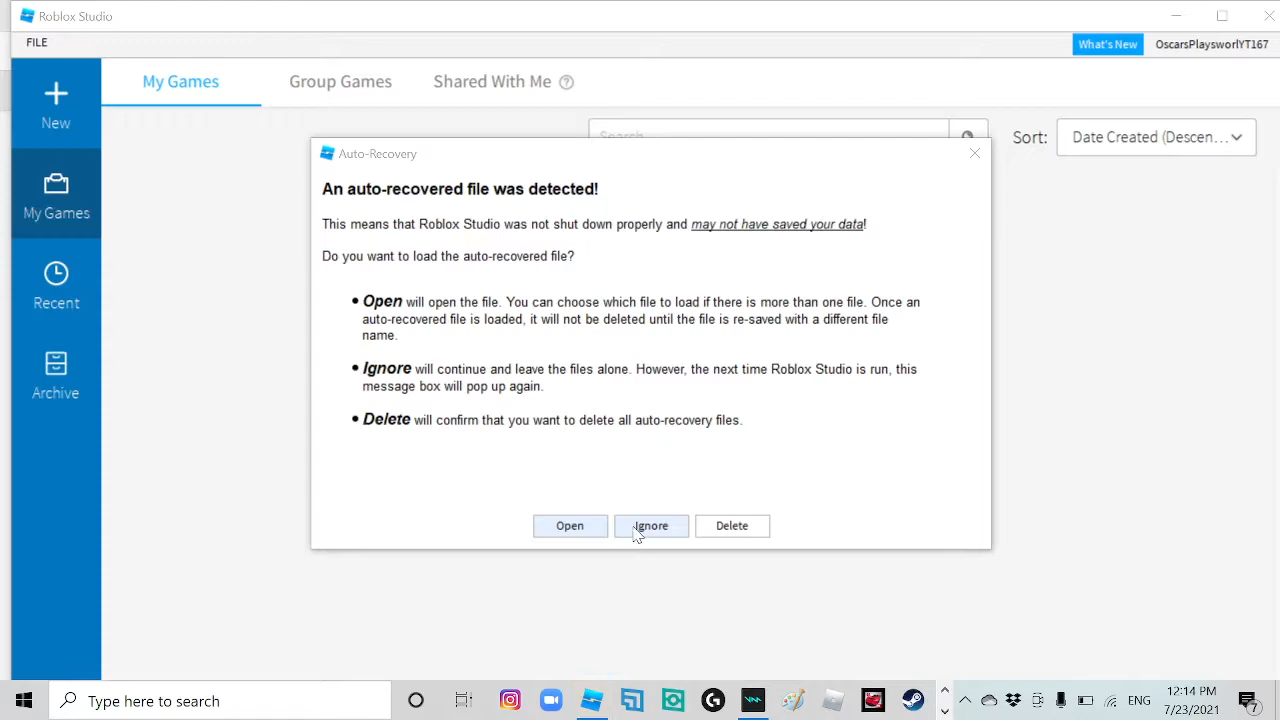 Roblox Studio
FILE
What's New
OscarsPlaysworlYT167
New
My Games
Recent
Archive
My Games
Group Games
Shared With Me
Search
Sort:
Date Created (Descen...
Auto-Recovery
An auto-recovered file was detected!
This means that Roblox Studio was not shut down properly and may not have saved your data!
Do you want to load the auto-recovered file?
• Open will open the file. You can choose which file to load if there is more than one file. Once an
auto-recovered file is loaded, it will not be deleted until the file is re-saved with a different file
name.
• Ignore will continue and leave the files alone. However, the next time Roblox Studio is run, this
message box will pop up again.
• Delete will confirm that you want to delete all auto-recovery files.
Open
Ignore
Delete
Type here to search
ENG
12:14 PM
7/23/2021
7